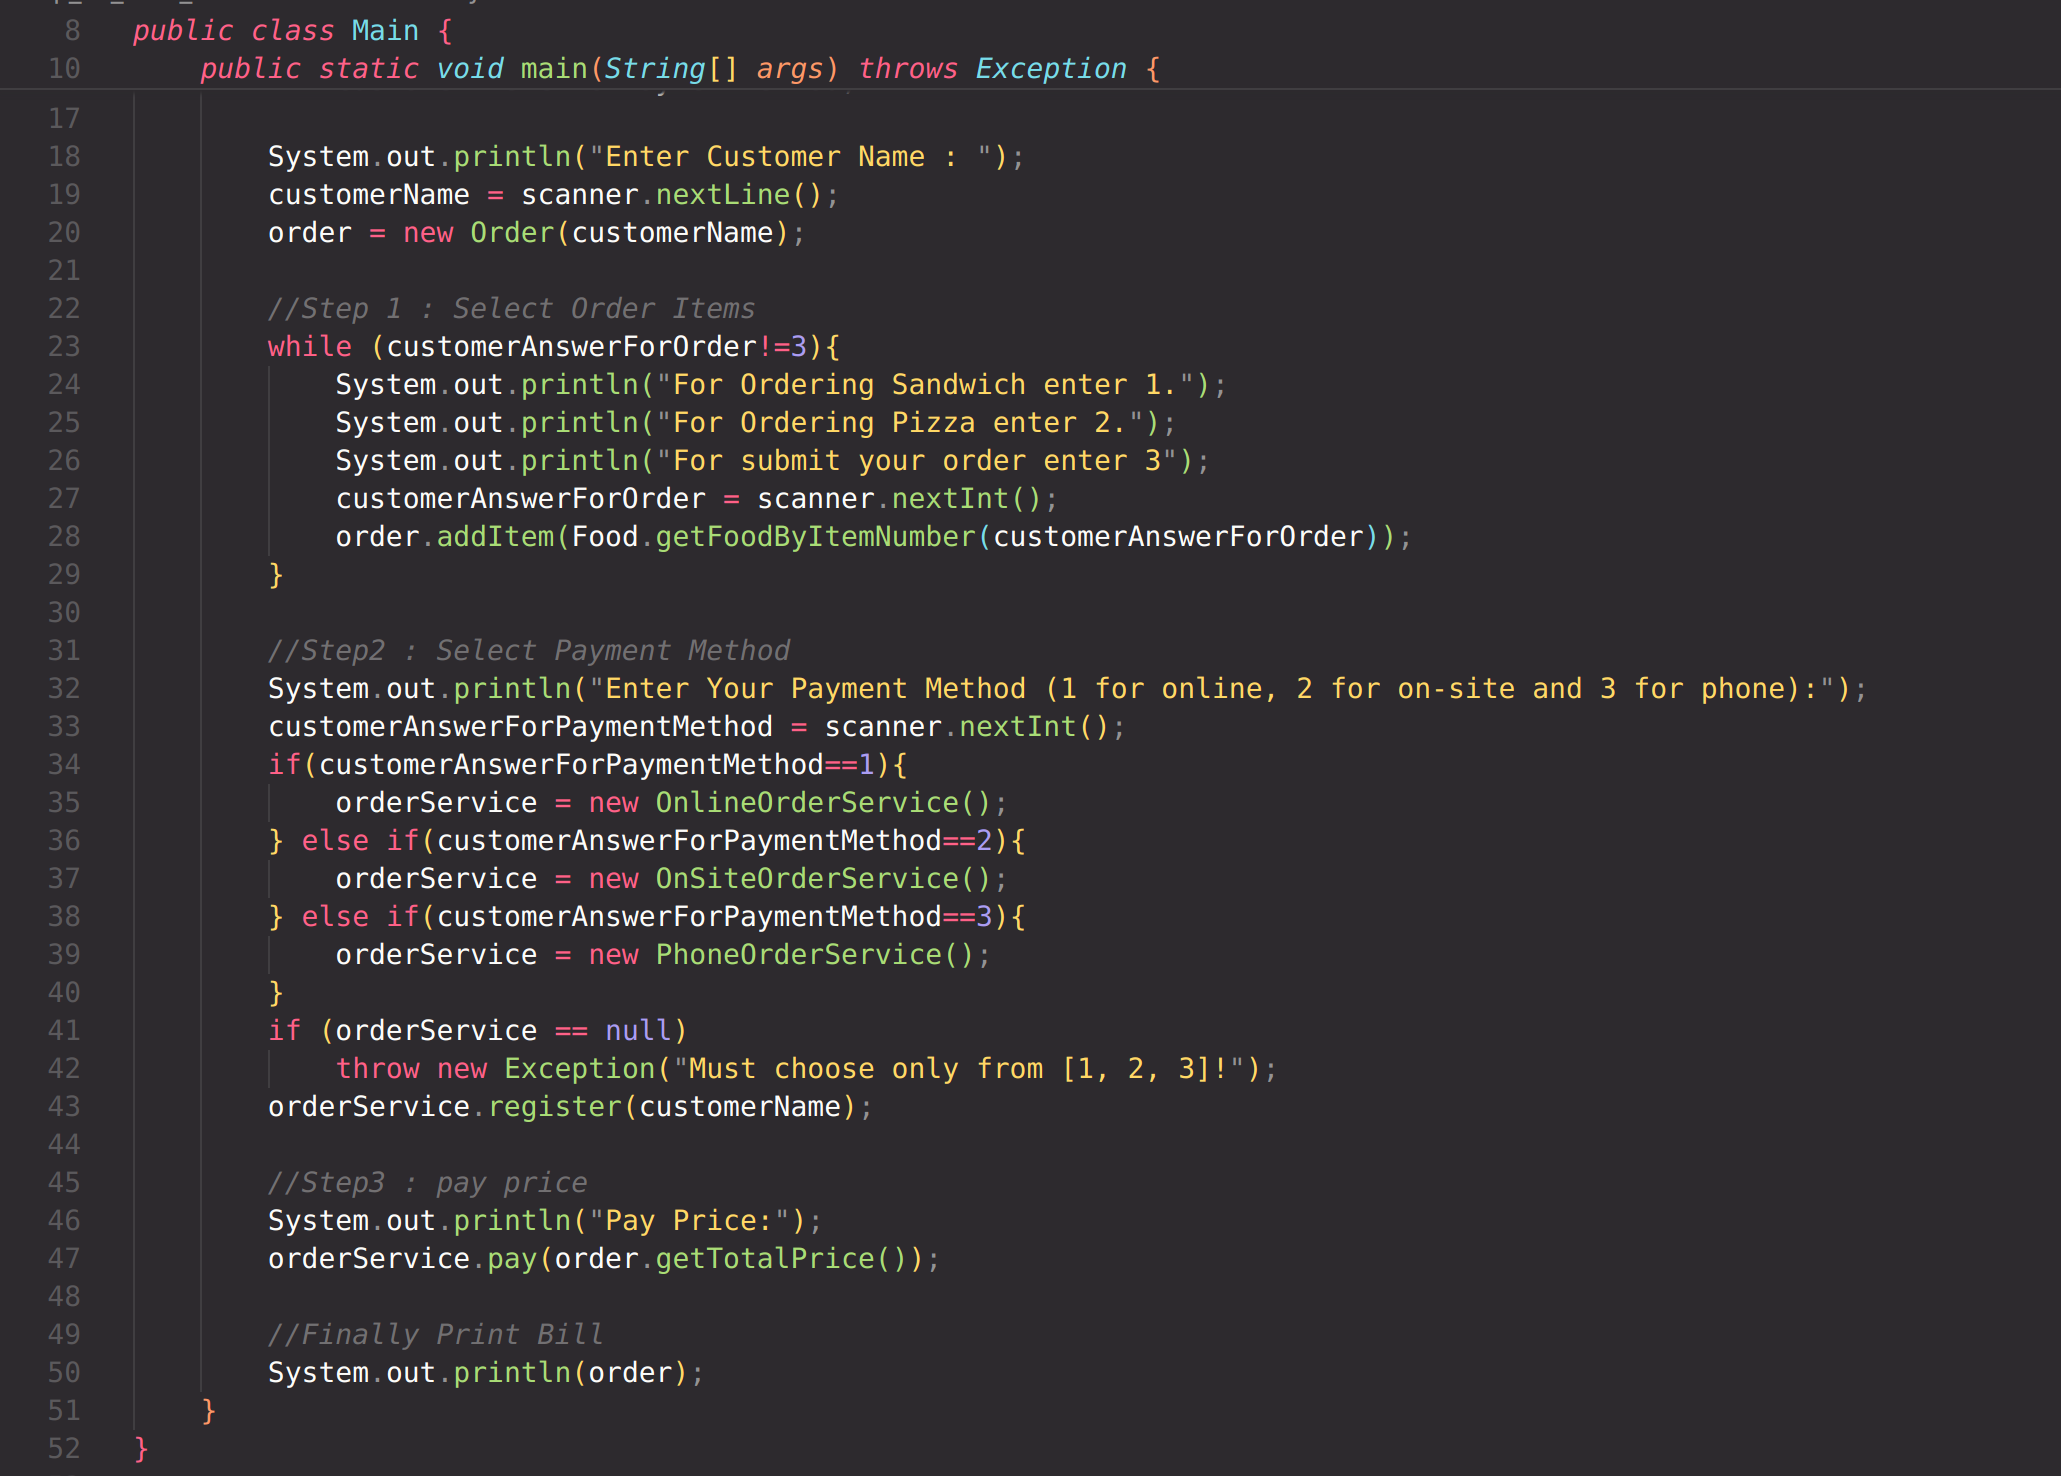 8 public class Main {
10 public static void main(String[] args) throws Exception {
17
18 System.out.println("Enter Customer Name : ");
19 customerName = scanner.nextLine();
20 order = new Order(customerName);
21
22 //Step 1 : Select Order Items
23 while (customerAnswerForOrder!=3){
24 System.out.println("For Ordering Sandwich enter 1.");
25 System.out.println("For Ordering Pizza enter 2.");
26 System.out.println("For submit your order enter 3");
27 customerAnswerForOrder = scanner.nextInt();
28 order.addItem(Food.getFoodByItemNumber(customerAnswerForOrder));
29 }
30
31 //Step2 : Select Payment Method
32 System.out.println("Enter Your Payment Method (1 for online, 2 for on-site and 3 for phone):");
33 customerAnswerForPaymentMethod = scanner.nextInt();
34 if(customerAnswerForPaymentMethod==1){
35 orderService = new OnlineOrderService();
36 } else if(customerAnswerForPaymentMethod==2){
37 orderService = new OnSiteOrderService();
38 } else if(customerAnswerForPaymentMethod==3){
39 orderService = new PhoneOrderService();
40 }
41 if (orderService == null)
42 throw new Exception("Must choose only from [1, 2, 3]!");
43 orderService.register(customerName);
44
45 //Step3 : pay price
46 System.out.println("Pay Price:");
47 orderService.pay(order.getTotalPrice());
48
49 //Finally Print Bill
50 System.out.println(order);
51 }
52 }